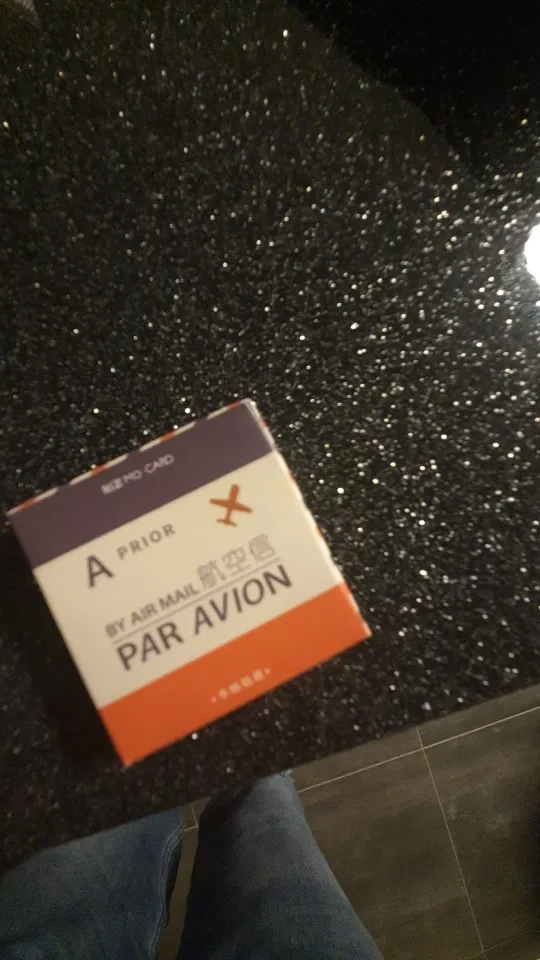 MO CARD
A PRIOR
BY AIR MAIL 航空信
PAR AVION